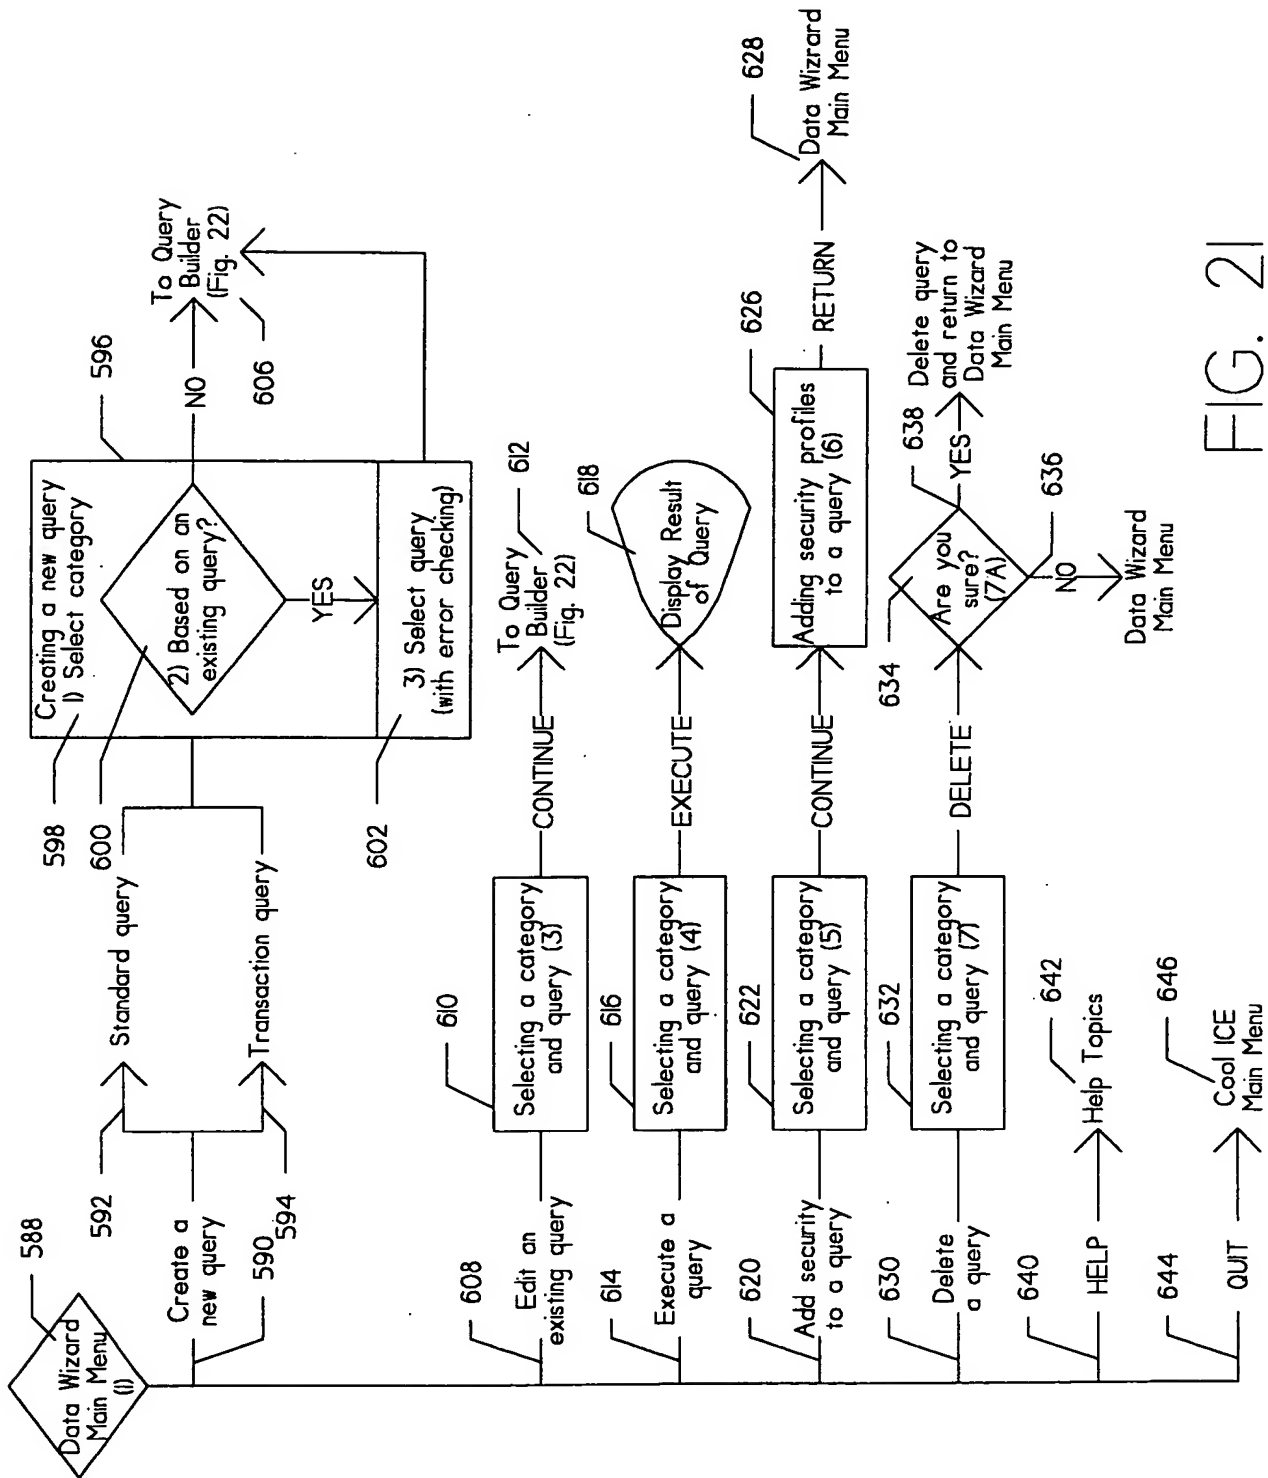 588
Data Wizard
Main Menu
(1)
592
Standard query
Create a
new query
590
594
Transaction query
598
600
602
Creating a new query
1) Select category
2) Based on an
existing query?
YES
3) Select query
(with error checking)
596
NO
To Query
Builder
(Fig. 22)
606
608
Edit an
existing query
610
Selecting a category
and query (3)
CONTINUE
To Query
Builder
(Fig. 22)
612
614
Execute a
query
616
Selecting a category
and query (4)
EXECUTE
Display Result
of Query
618
620
Add security
to a query
622
Selecting a category
and query (5)
CONTINUE
Adding security profiles
to a query (6)
626
RETURN
Data Wizrard
Main Menu
628
630
Delete
a query
632
Selecting a category
and query (7)
DELETE
634
Are you
sure?
(7A)
638
YES
Delete query
and return to
Data Wizard
Main Menu
636
NO
Data Wizard
Main Menu
640
HELP
Help Topics
642
644
QUIT
Cool ICE
Main Menu
646
FIG. 21